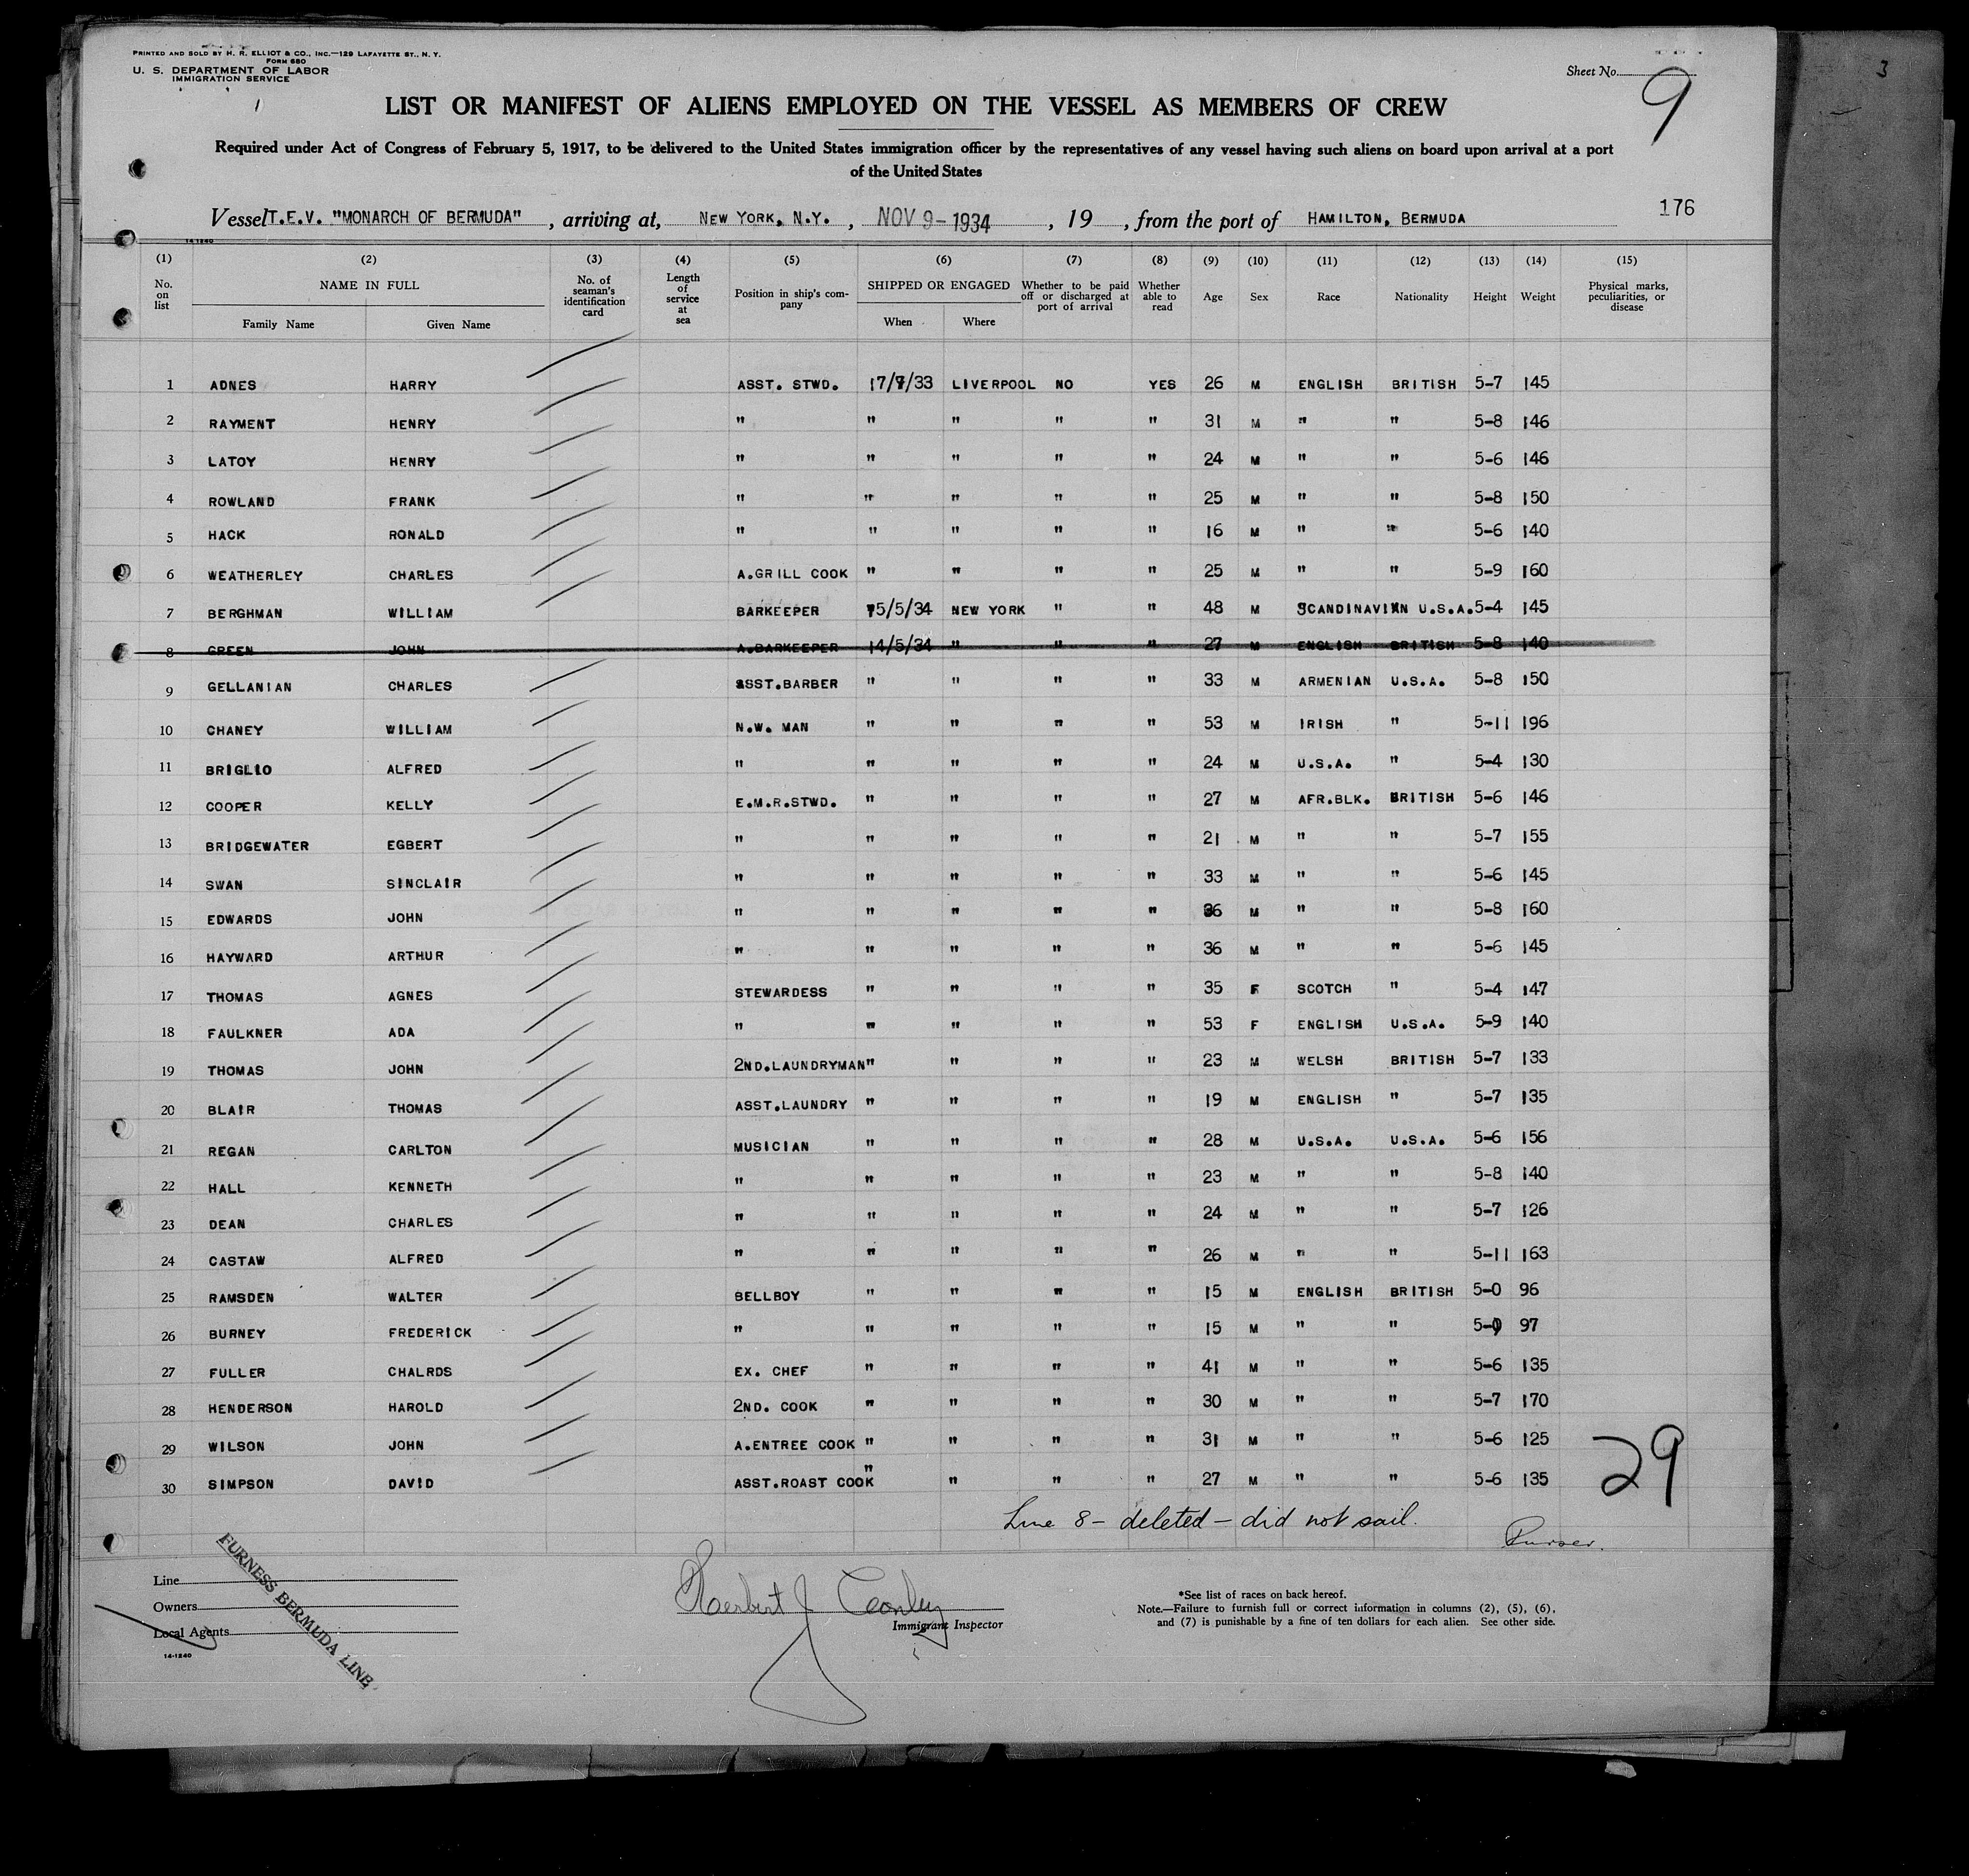 PRINTED AND SOLD BY H. R. ELLIOT & CO., INC.—129 LAFAYETTE ST., N. Y.
FORM 680
U. S. DEPARTMENT OF LABOR
IMMIGRATION SERVICE
Sheet No. 9
3
LIST OR MANIFEST OF ALIENS EMPLOYED ON THE VESSEL AS MEMBERS OF CREW
Required under Act of Congress of February 5, 1917, to be delivered to the United States immigration officer by the representatives of any vessel having such aliens on board upon arrival at a port
of the United States
176
Vessel T.E.V. "MONARCH OF BERMUDA", arriving at, NEW YORK, N.Y., NOV 9-1934, 19 , from the port of HAMILTON, BERMUDA
14-1240
(1) (2) (3) (4) (5) (6) (7) (8) (9) (10) (11) (12) (13) (14) (15)
No. on list NAME IN FULL Family Name Given Name No. of seaman's identification card Length of service at sea Position in ship's company SHIPPED OR ENGAGED When Where Whether to be paid off or discharged at port of arrival Whether able to read Age Sex Race Nationality Height Weight Physical marks, peculiarities, or disease
1 ADNES HARRY ASST. STWD. 17/7/33 LIVERPOOL NO YES 26 M ENGLISH BRITISH 5-7 145
2 RAYMENT HENRY " " " " " 31 M " " 5-8 146
3 LATOY HENRY " " " " " 24 M " " 5-6 146
4 ROWLAND FRANK " " " " " 25 M " " 5-8 150
5 HACK RONALD " " " " " 16 M " " 5-6 140
6 WEATHERLEY CHARLES A.GRILL COOK " " " " 25 M " " 5-9 160
7 BERGHMAN WILLIAM BARKEEPER 5/5/34 NEW YORK " " 48 M SCANDINAVIAN U.S.A. 5-4 145
8 GREEN JOHN A.BARKEEPER 14/5/34 " " " 27 M ENGLISH BRITISH 5-8 140
9 GELLANIAN CHARLES ASST.BARBER " " " " 33 M ARMENIAN U.S.A. 5-8 150
10 CHANEY WILLIAM N.W. MAN " " " " 53 M IRISH " 5-11 196
11 BRIGLIO ALFRED " " " " " 24 M U.S.A. " 5-4 130
12 COOPER KELLY E.M.R.STWD. " " " " 27 M AFR.BLK. BRITISH 5-6 146
13 BRIDGEWATER EGBERT " " " " " 21 M " " 5-7 155
14 SWAN SINCLAIR " " " " " 33 M " " 5-6 145
15 EDWARDS JOHN " " " " " 36 M " " 5-8 160
16 HAYWARD ARTHUR " " " " " 36 M " " 5-6 145
17 THOMAS AGNES STEWARDESS " " " " 35 F SCOTCH " 5-4 147
18 FAULKNER ADA " " " " " 53 F ENGLISH U.S.A. 5-9 140
19 THOMAS JOHN 2ND.LAUNDRYMAN " " " " 23 M WELSH BRITISH 5-7 133
20 BLAIR THOMAS ASST.LAUNDRY " " " " 19 M ENGLISH " 5-7 135
21 REGAN CARLTON MUSICIAN " " " " 28 M U.S.A. U.S.A. 5-6 156
22 HALL KENNETH " " " " " 23 M " " 5-8 140
23 DEAN CHARLES " " " " " 24 M " " 5-7 126
24 CASTAW ALFRED " " " " " 26 M " " 5-11 163
25 RAMSDEN WALTER BELLBOY " " " " 15 M ENGLISH BRITISH 5-0 96
26 BURNEY FREDERICK " " " " " 15 M " " 5-0 97
27 FULLER CHALRDS EX. CHEF " " " " 41 M " " 5-6 135
28 HENDERSON HAROLD 2ND. COOK " " " " 30 M " " 5-7 170
29 WILSON JOHN A.ENTREE COOK " " " " 31 M " " 5-6 125
30 SIMPSON DAVID ASST.ROAST COOK " " " " 27 M " " 5-6 135
29
Line 8 — deleted — did not sail.
Purser.
Line
Owners
Local Agents
14-1240
FURNESS BERMUDA LINE
Herbert J Conley
Immigrant Inspector
*See list of races on back hereof.
Note.—Failure to furnish full or correct information in columns (2), (5), (6),
and (7) is punishable by a fine of ten dollars for each alien. See other side.